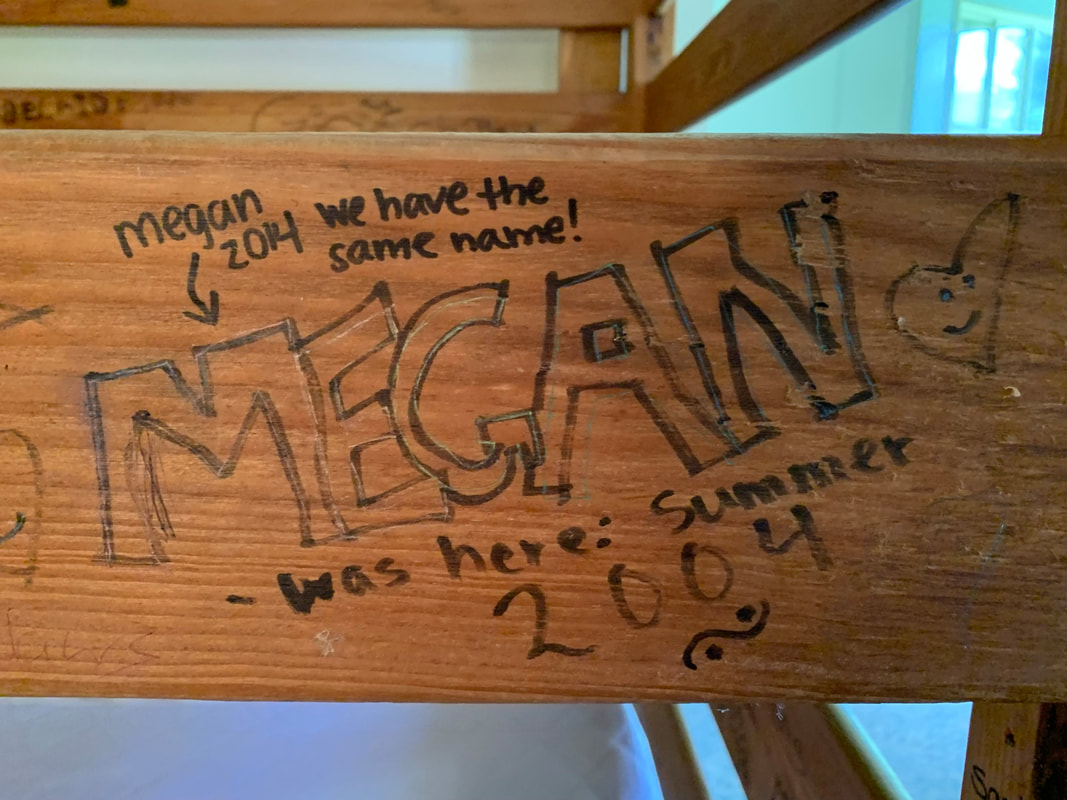 megan we have the
2014 same name!
MEGAN
- was here: summer
2004